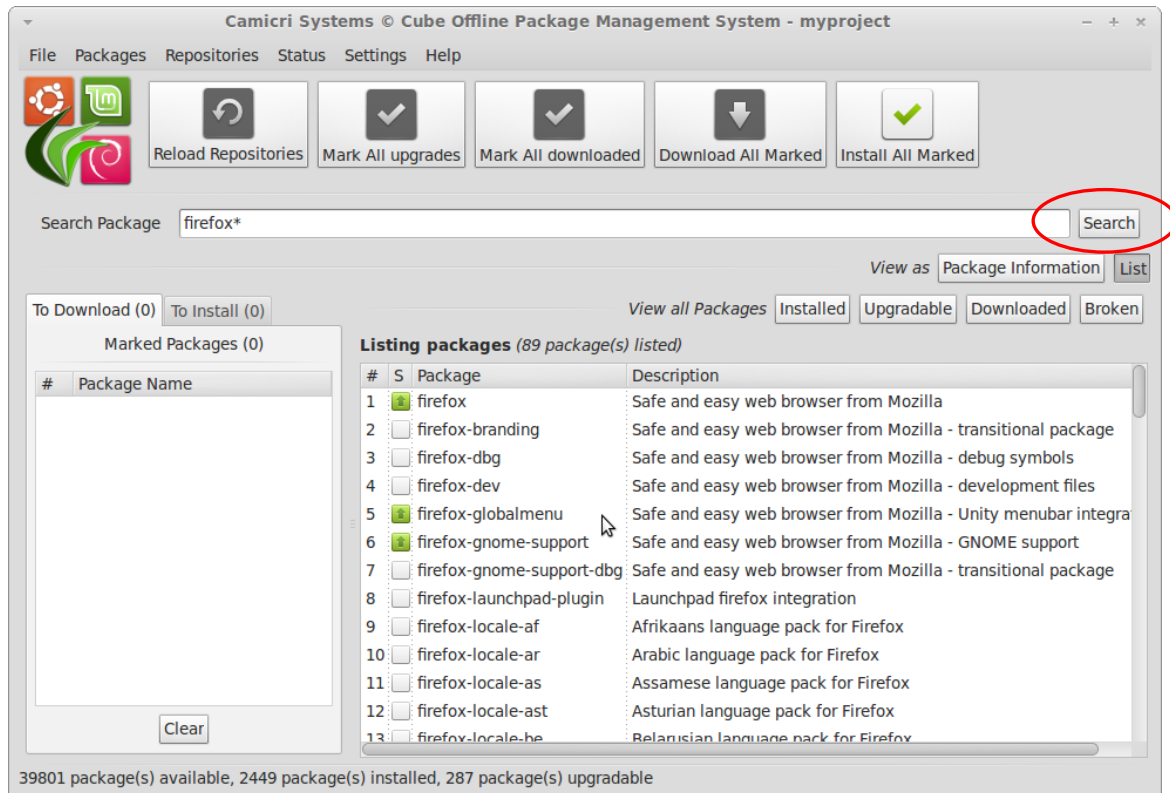 Camicri Systems © Cube Offline Package Management System - myproject
File Packages Repositories Status Settings Help
Reload Repositories Mark All upgrades Mark All downloaded Download All Marked Install All Marked
Search Package firefox* Search
View as Package Information List
To Download (0) To Install (0) View all Packages Installed Upgradable Downloaded Broken
Marked Packages (0) Listing packages (89 package(s) listed)
# Package Name # S Package Description
1 firefox Safe and easy web browser from Mozilla
2 firefox-branding Safe and easy web browser from Mozilla - transitional package
3 firefox-dbg Safe and easy web browser from Mozilla - debug symbols
4 firefox-dev Safe and easy web browser from Mozilla - development files
5 firefox-globalmenu Safe and easy web browser from Mozilla - Unity menubar integra
6 firefox-gnome-support Safe and easy web browser from Mozilla - GNOME support
7 firefox-gnome-support-dbg Safe and easy web browser from Mozilla - transitional package
8 firefox-launchpad-plugin Launchpad firefox integration
9 firefox-locale-af Afrikaans language pack for Firefox
10 firefox-locale-ar Arabic language pack for Firefox
11 firefox-locale-as Assamese language pack for Firefox
12 firefox-locale-ast Asturian language pack for Firefox
13 firefox-locale-be Belarusian language pack for Firefox
Clear
39801 package(s) available, 2449 package(s) installed, 287 package(s) upgradable